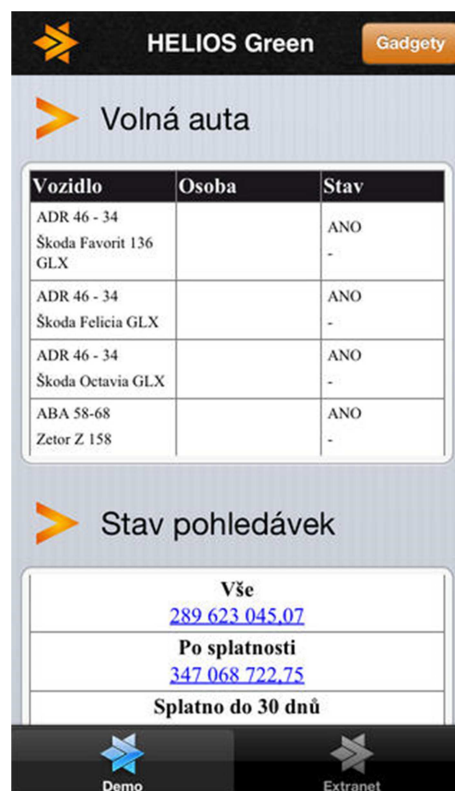 HELIOS Green
Gadgety
Volná auta
Vozidlo Osoba Stav
ADR 46 - 34
Škoda Favorit 136
GLX
ANO
-
ADR 46 - 34
Škoda Felicia GLX
ANO
-
ADR 46 - 34
Škoda Octavia GLX
ANO
-
ABA 58-68
Zetor Z 158
ANO
-
Stav pohledávek
Vše
289 623 045,07
Po splatnosti
347 068 722,75
Splatno do 30 dnů
Demo
Extranet